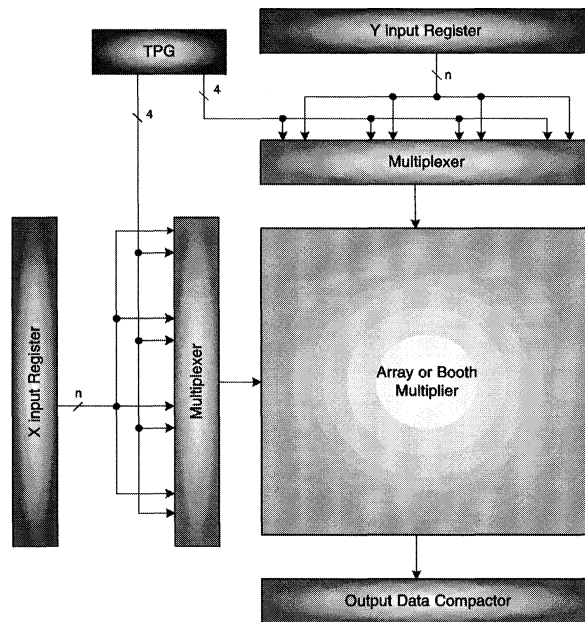 TPG
Y input Register
4
n
4
Multiplexer
X input Register
n
Multiplexer
Array or Booth
Multiplier
Output Data Compactor